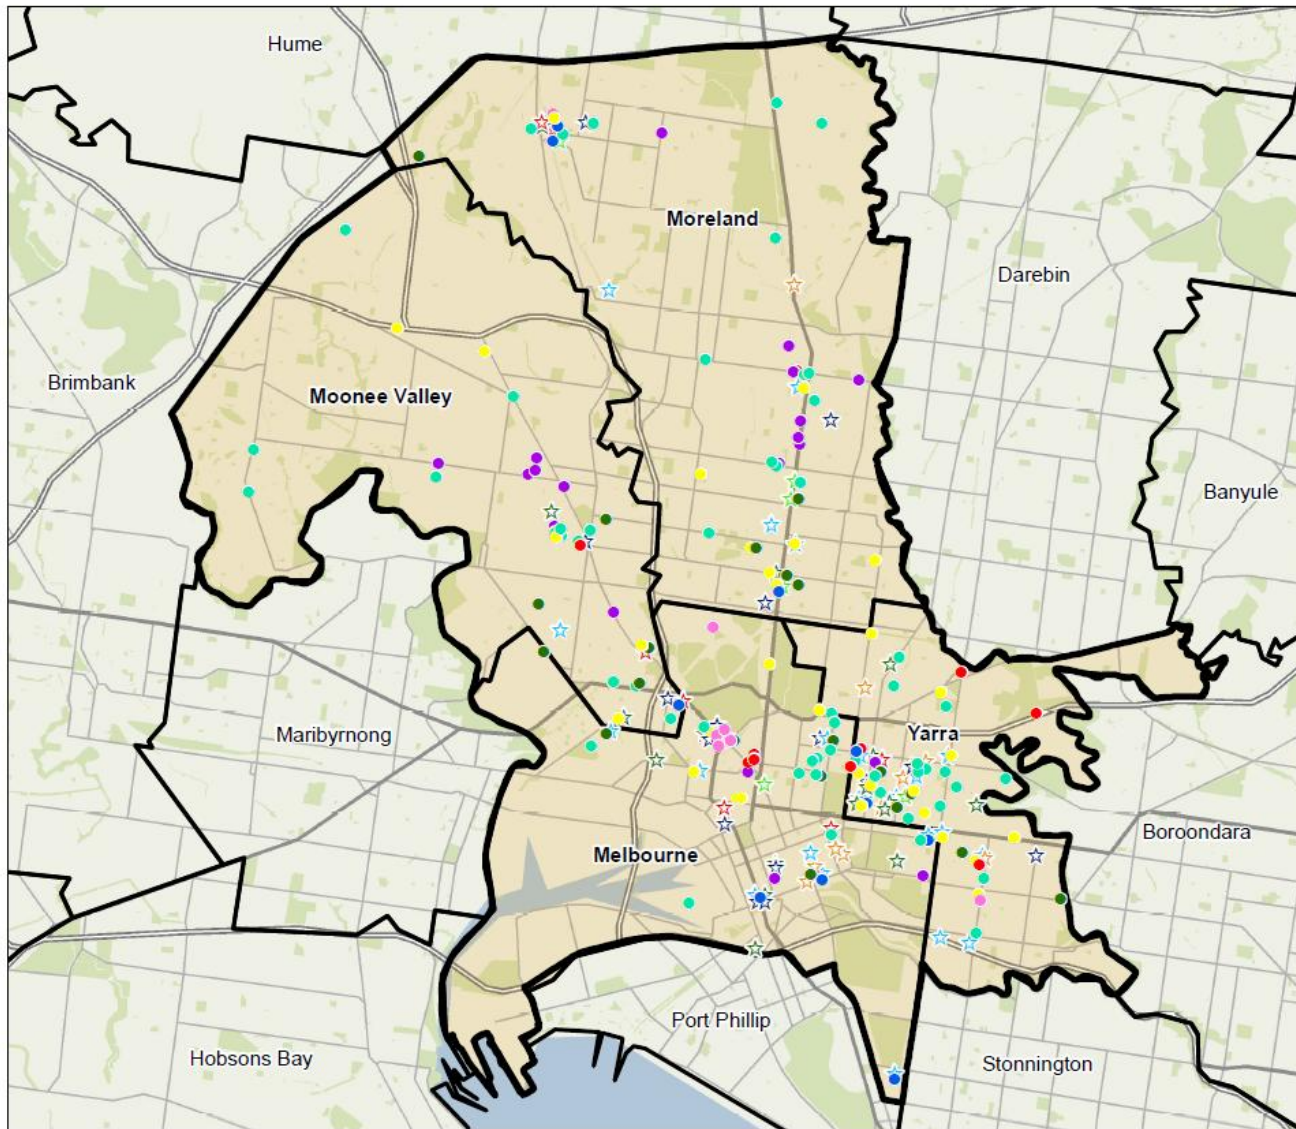 Hume
Moreland
Darebin
Brimbank
Moonee Valley
Banyule
Maribyrnong
Yarra
Boroondara
Melbourne
Port Phillip
Hobsons Bay
Stonnington